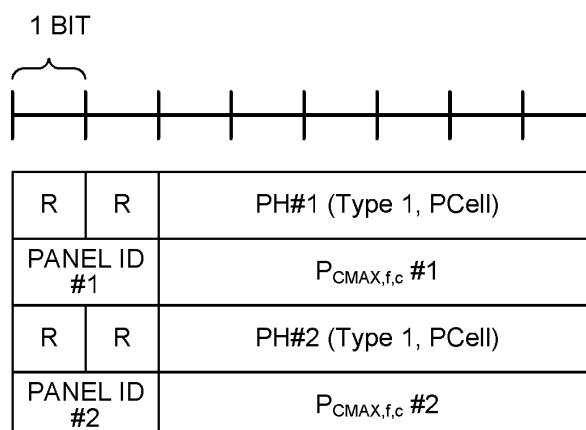 1 BIT
R R PH#1 (Type 1, PCell)
PANEL ID
#1
PCMAX,f,c #1
R R PH#2 (Type 1, PCell)
PANEL ID
#2
PCMAX,f,c #2